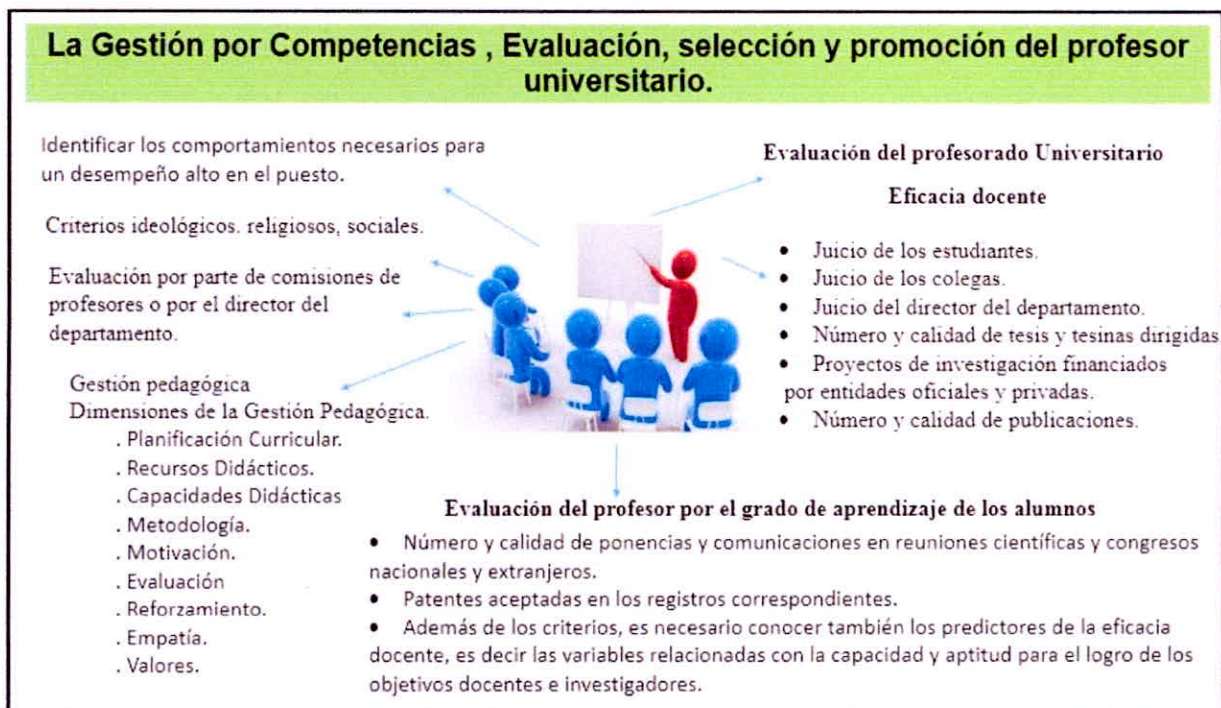 La Gestión por Competencias , Evaluación, selección y promoción del profesor
universitario.
Identificar los comportamientos necesarios para
un desempeño alto en el puesto.
Criterios ideológicos. religiosos, sociales.
Evaluación por parte de comisiones de
profesores o por el director del
departamento.
Gestión pedagógica
Dimensiones de la Gestión Pedagógica.
. Planificación Curricular.
. Recursos Didácticos.
. Capacidades Didácticas
. Metodología.
. Motivación.
. Evaluación
. Reforzamiento.
. Empatía.
. Valores.
Evaluación del profesorado Universitario
Eficacia docente
• Juicio de los estudiantes.
• Juicio de los colegas.
• Juicio del director del departamento.
• Número y calidad de tesis y tesinas dirigidas.
• Proyectos de investigación financiados
por entidades oficiales y privadas.
• Número y calidad de publicaciones.
Evaluación del profesor por el grado de aprendizaje de los alumnos
• Número y calidad de ponencias y comunicaciones en reuniones científicas y congresos
nacionales y extranjeros.
• Patentes aceptadas en los registros correspondientes.
• Además de los criterios, es necesario conocer también los predictores de la eficacia
docente, es decir las variables relacionadas con la capacidad y aptitud para el logro de los
objetivos docentes e investigadores.